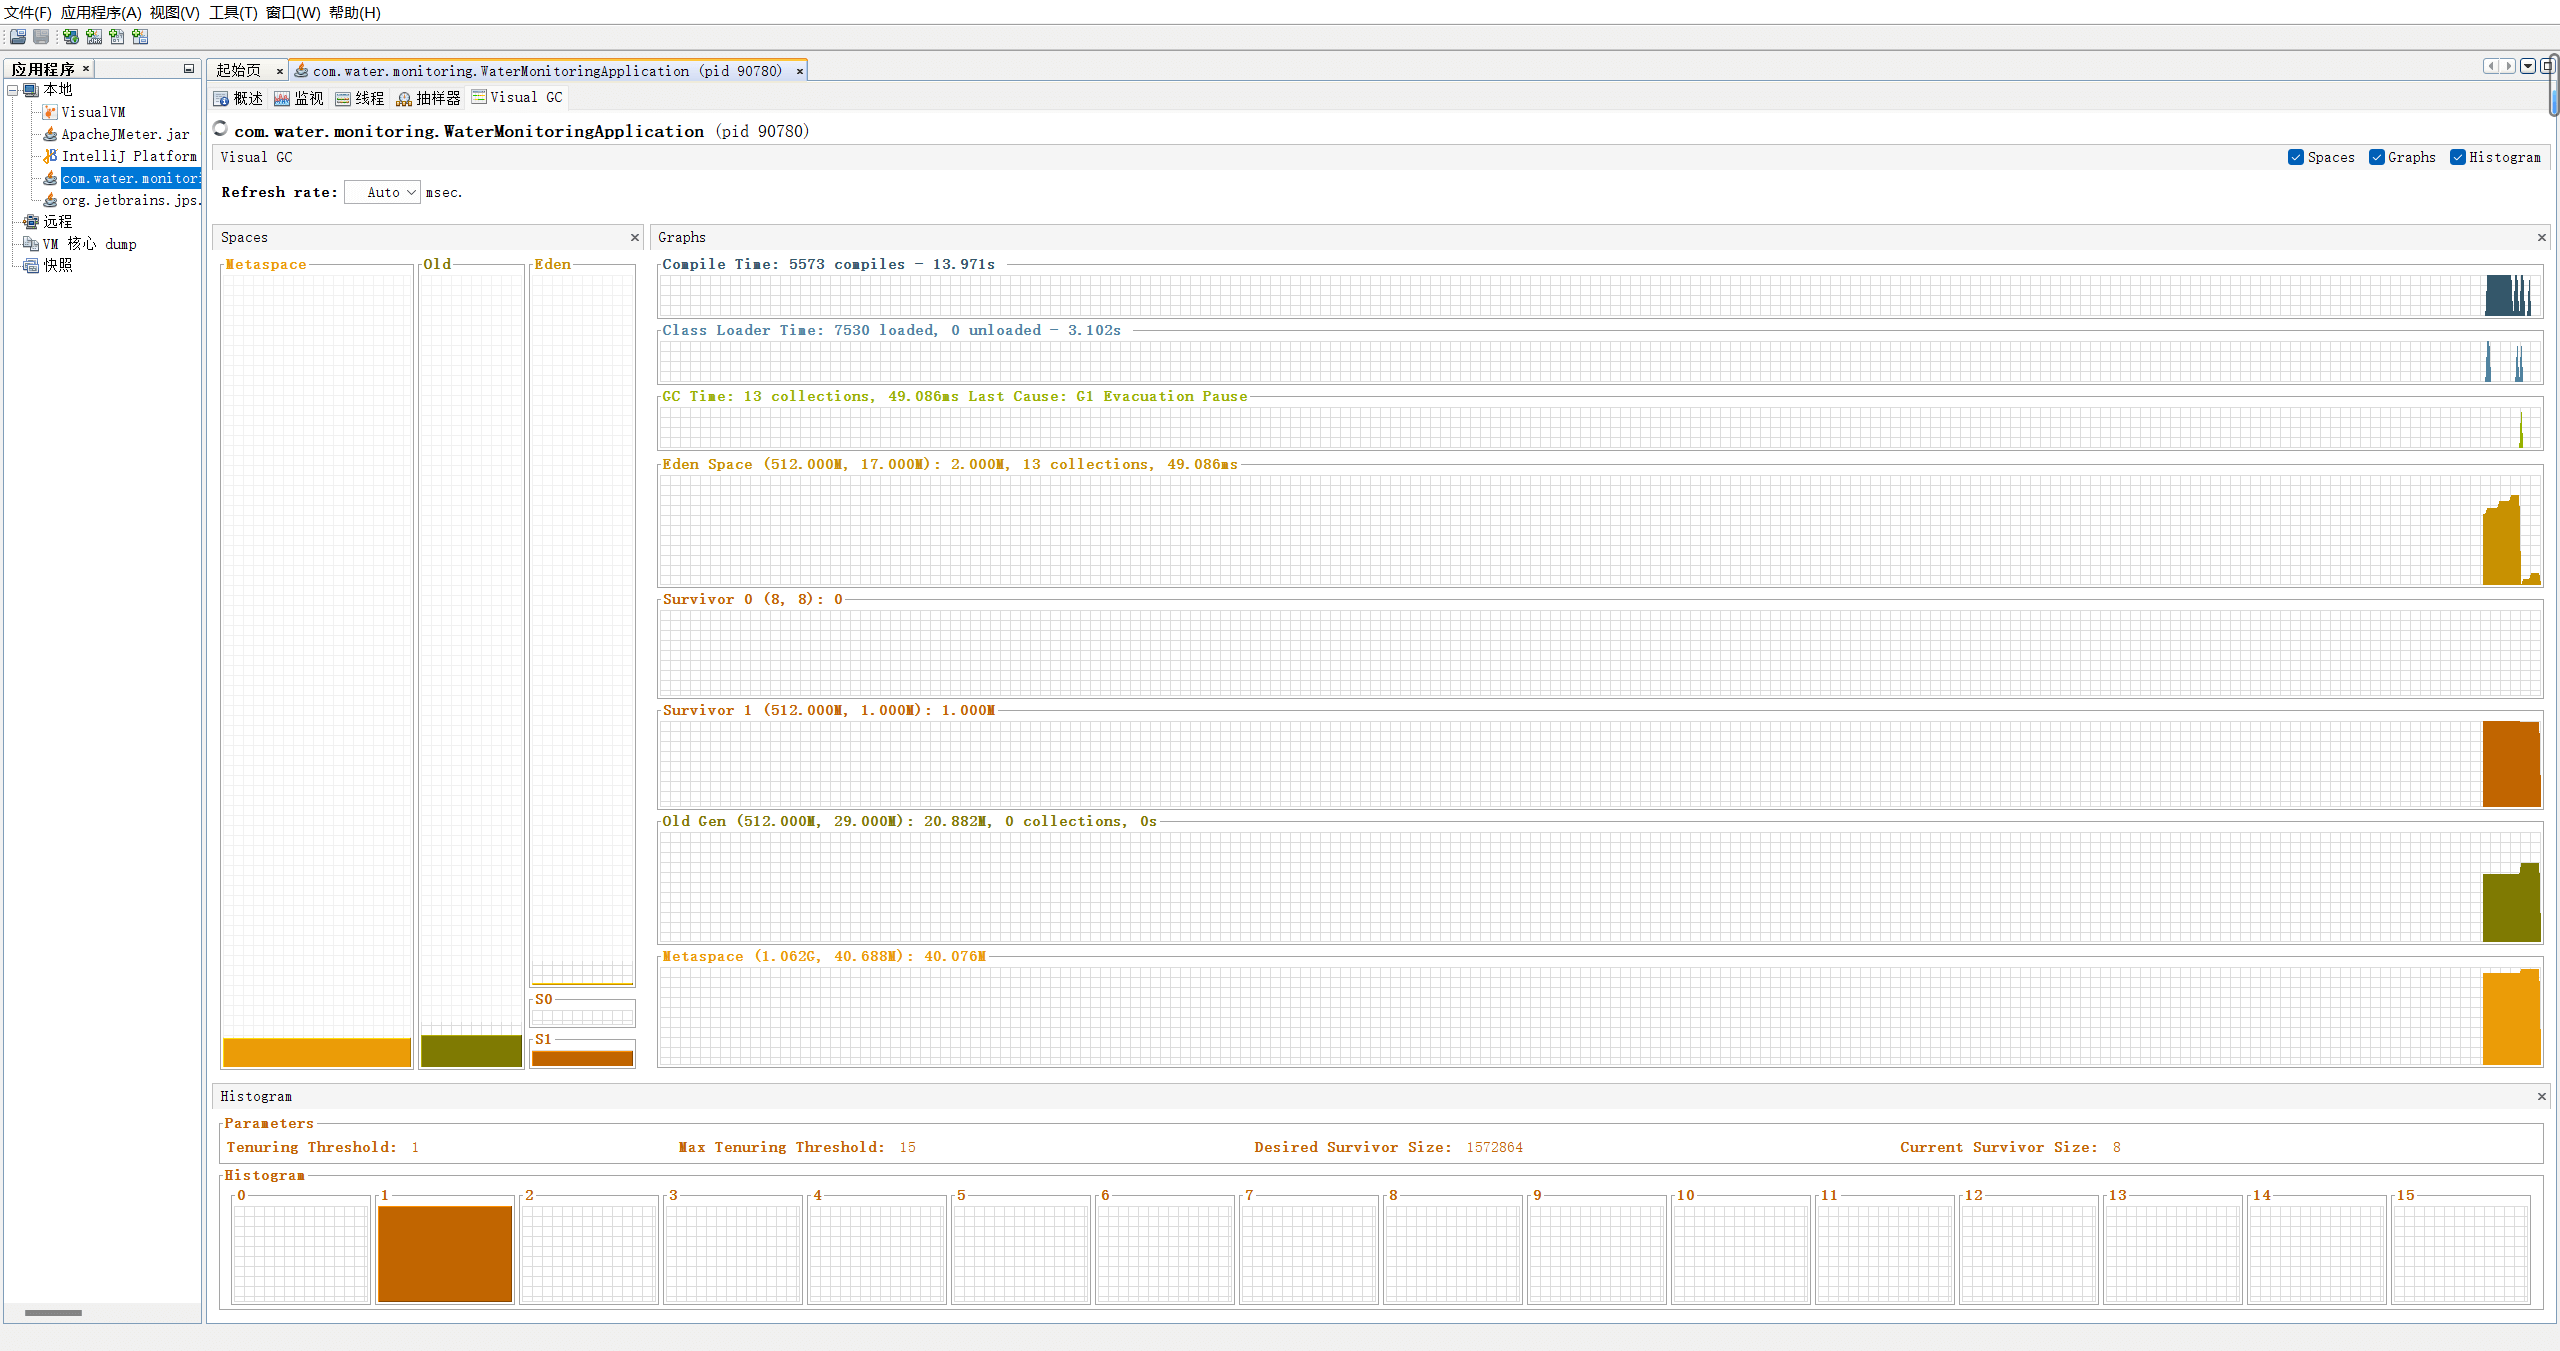 文件(F) 应用程序(A) 视图(V) 工具(T) 窗口(W) 帮助(H)
应用程序
本地
VisualVM
ApacheJMeter.jar
IntelliJ Platform
com.water.monitori
org.jetbrains.jps.
远程
VM 核心 dump
快照
起始页 com.water.monitoring.WaterMonitoringApplication (pid 90780)
概述 监视 线程 抽样器 Visual GC
com.water.monitoring.WaterMonitoringApplication (pid 90780)
Visual GC Spaces Graphs Histogram
Refresh rate: Auto msec.
Spaces
Metaspace Old Eden
S0
S1
Graphs
Compile Time: 5573 compiles - 13.971s
Class Loader Time: 7530 loaded, 0 unloaded - 3.102s
GC Time: 13 collections, 49.086ms Last Cause: G1 Evacuation Pause
Eden Space (512.000M, 17.000M): 2.000M, 13 collections, 49.086ms
Survivor 0 (8, 8): 0
Survivor 1 (512.000M, 1.000M): 1.000M
Old Gen (512.000M, 29.000M): 20.882M, 0 collections, 0s
Metaspace (1.062G, 40.688M): 40.076M
Histogram
Parameters
Tenuring Threshold: 1 Max Tenuring Threshold: 15 Desired Survivor Size: 1572864 Current Survivor Size: 8
Histogram
0 1 2 3 4 5 6 7 8 9 10 11 12 13 14 15